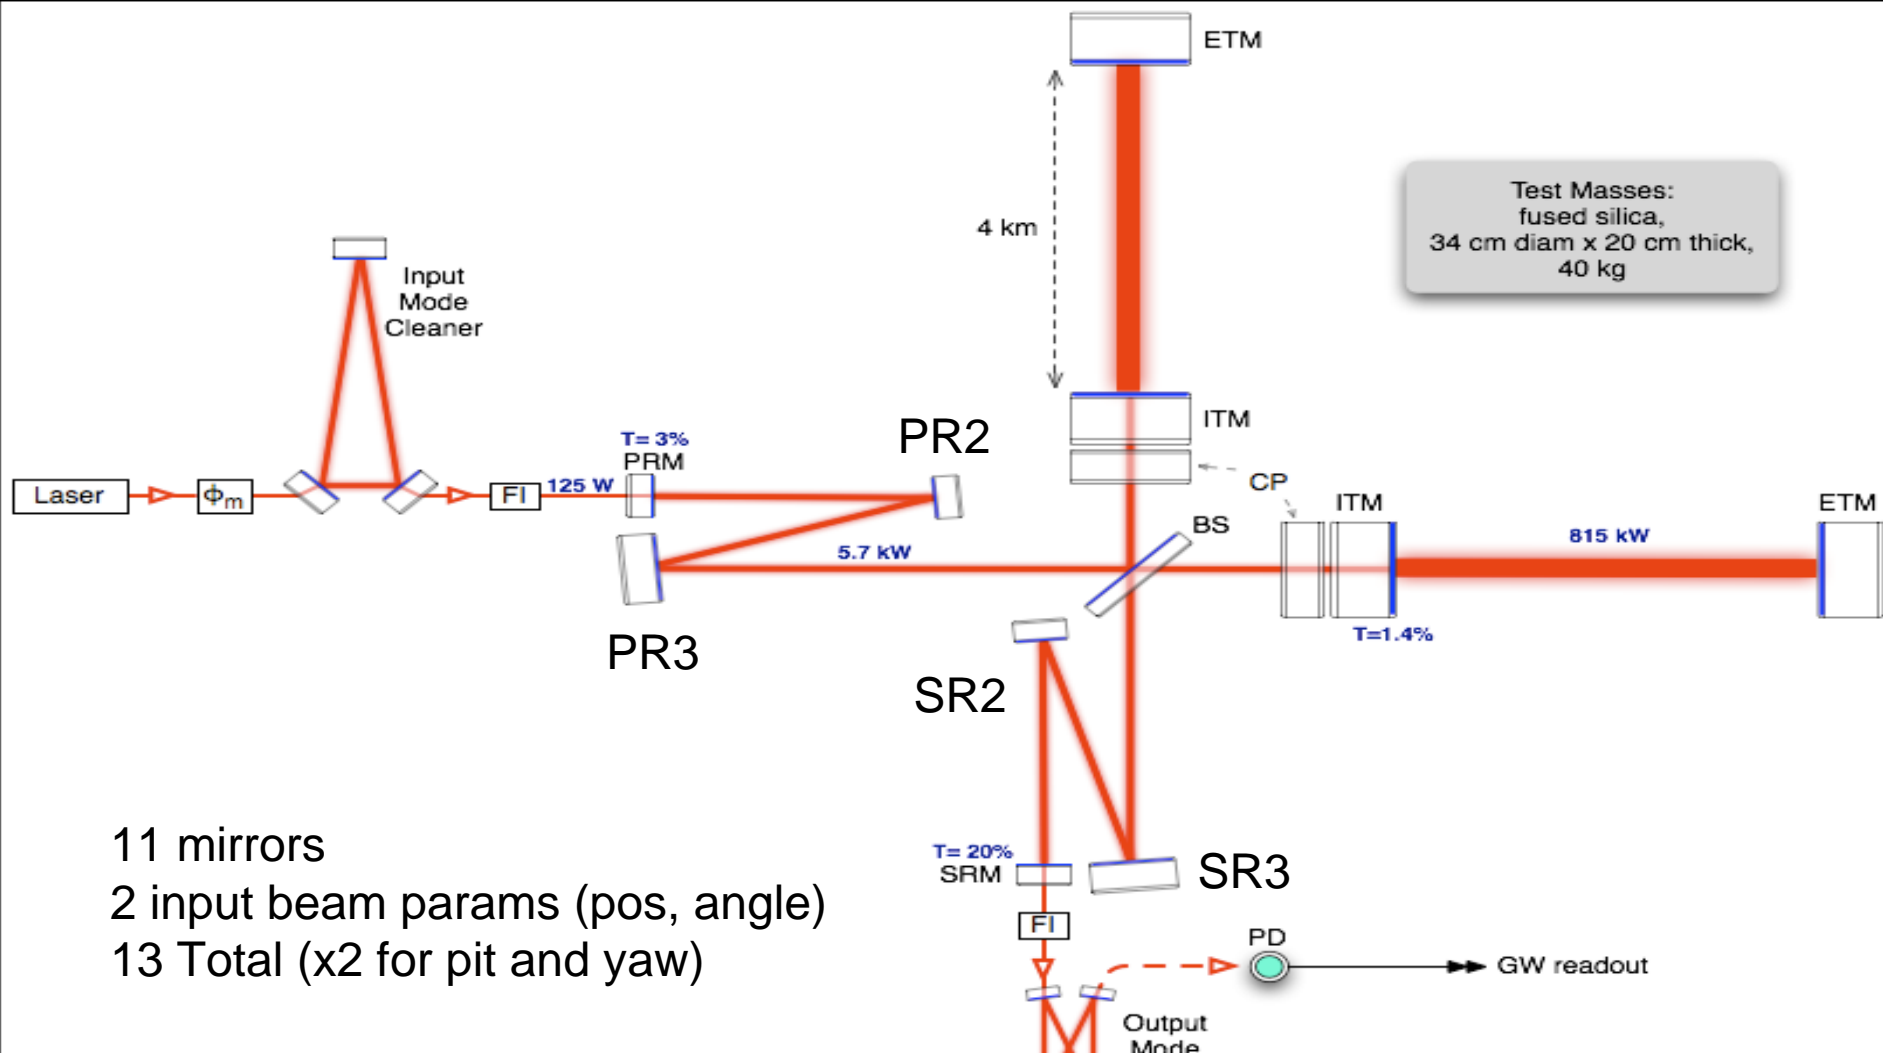 ETM
Test Masses:
fused silica,
34 cm diam x 20 cm thick,
40 kg
4 km
Input
Mode
Cleaner
ITM
PR2
T= 3%
PRM
CP
Laser
Φm
FI
125 W
ITM
ETM
BS
815 kW
5.7 kW
T=1.4%
PR3
SR2
11 mirrors
T= 20%
SRM
SR3
2 input beam params (pos, angle)
FI
PD
13 Total (x2 for pit and yaw)
GW readout
Output
Mode